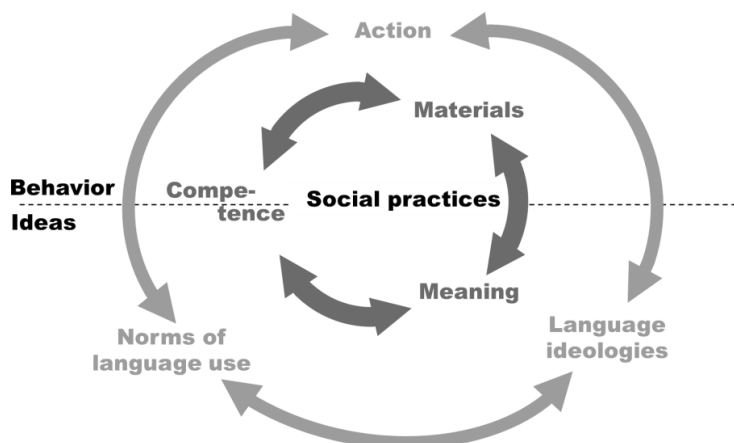 Action
Materials
Behavior
Compe-
tence
Social practices
Ideas
Meaning
Norms of
language use
Language
ideologies